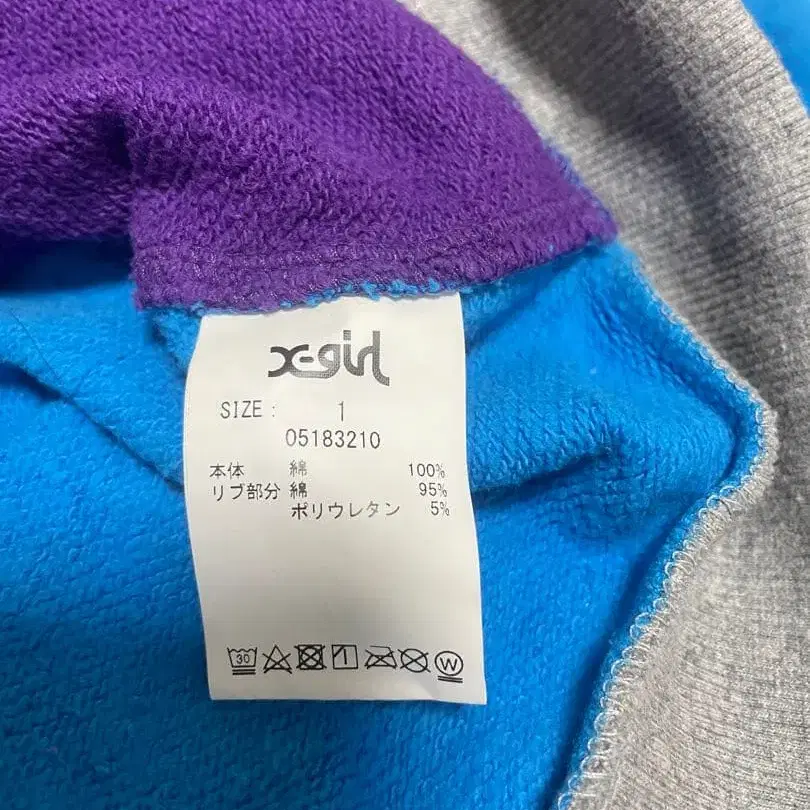 X-girl
SIZE : 1
05183210
本体 綿 100%
リブ部分 綿 95%
ポリウレタン 5%
30
W